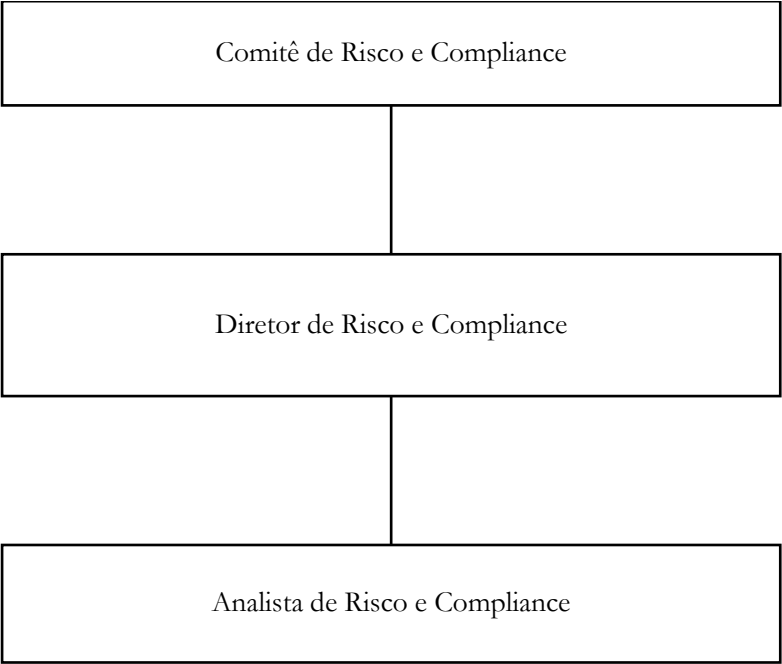 Comitê de Risco e Compliance
Diretor de Risco e Compliance
Analista de Risco e Compliance